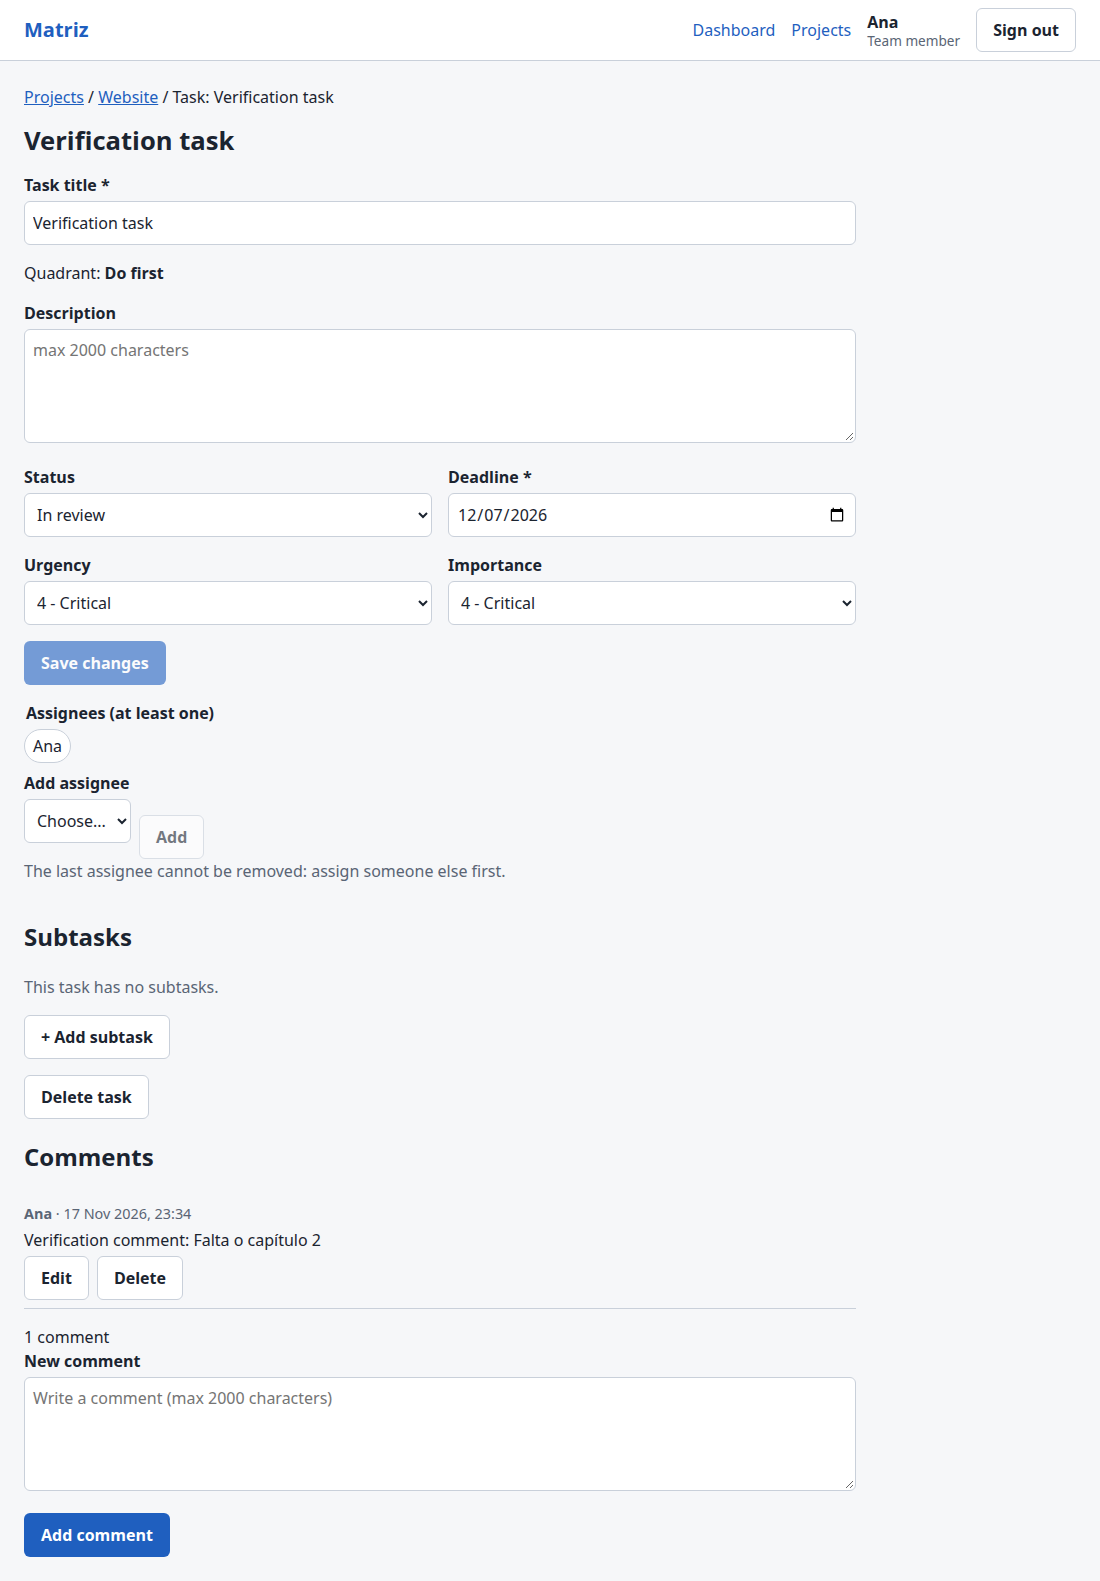 Matriz
Dashboard Projects Ana Team member Sign out
Projects / Website / Task: Verification task
Verification task
Task title *
Verification task
Quadrant: Do first
Description
max 2000 characters
Status Deadline *
In review 12/07/2026
Urgency Importance
4 - Critical 4 - Critical
Save changes
Assignees (at least one)
Ana
Add assignee
Choose... Add
The last assignee cannot be removed: assign someone else first.
Subtasks
This task has no subtasks.
+ Add subtask
Delete task
Comments
Ana · 17 Nov 2026, 23:34
Verification comment: Falta o capítulo 2
Edit Delete
1 comment
New comment
Write a comment (max 2000 characters)
Add comment